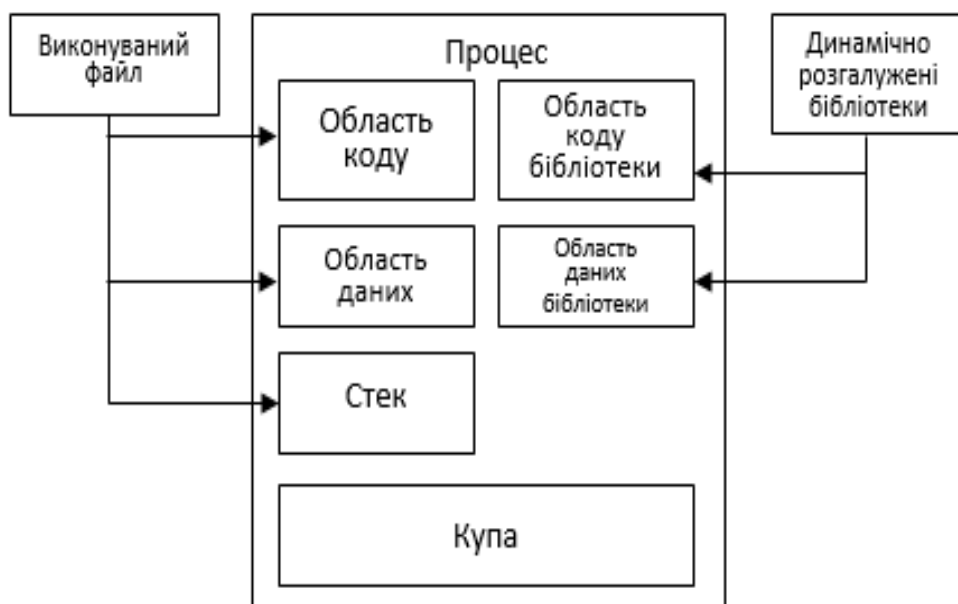 Виконуваний
файл
Процес
Динамічно
розгалужені
бібліотеки
Область
коду
Область
коду
бібліотеки
Область
даних
Область
даних
бібліотеки
Стек
Купа